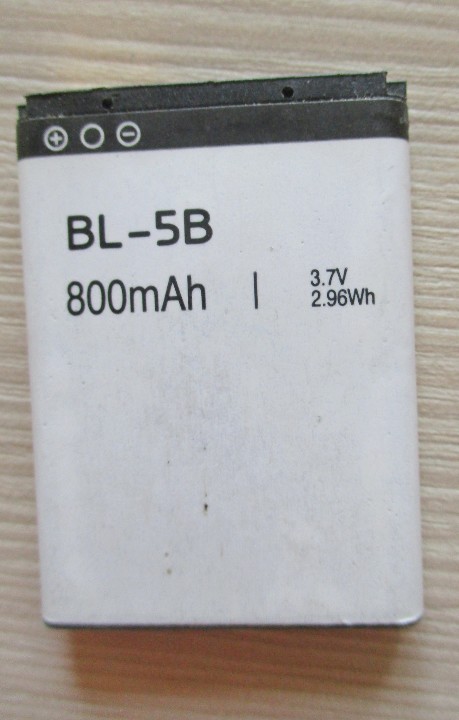 ⊕ ○ ⊖
BL-5B
800mAh | 3.7V
2.96Wh